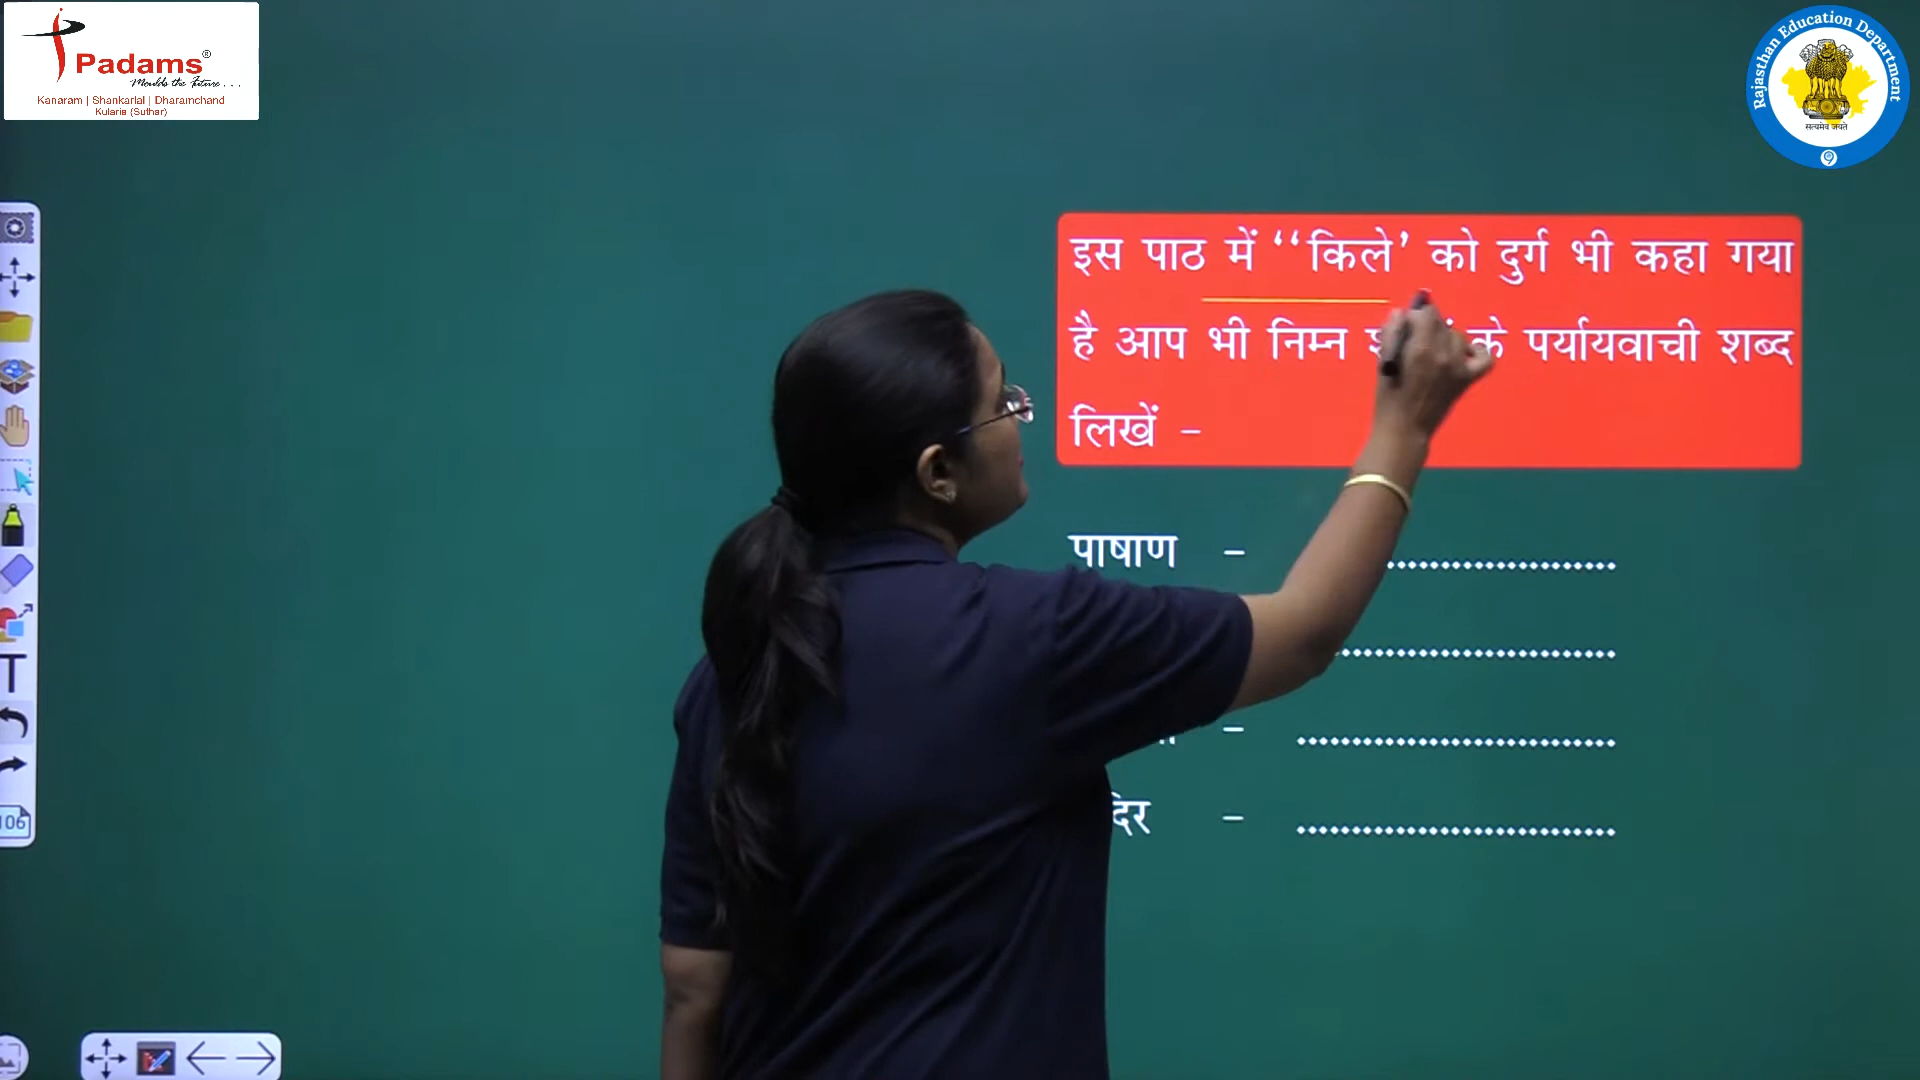 Padams®
Moulds the Future...
Kanaram | Shankarlal | Dharamchand
Kularia (Suthar)
Rajasthan Education Department
सत्यमेव जयते
इस पाठ में ‘‘किले’ को दुर्ग भी कहा गया
है आप भी निम्न के पर्यायवाची शब्द
लिखें -
पाषाण - ...........................
...........................
- ...........................
- ...........................
T
106